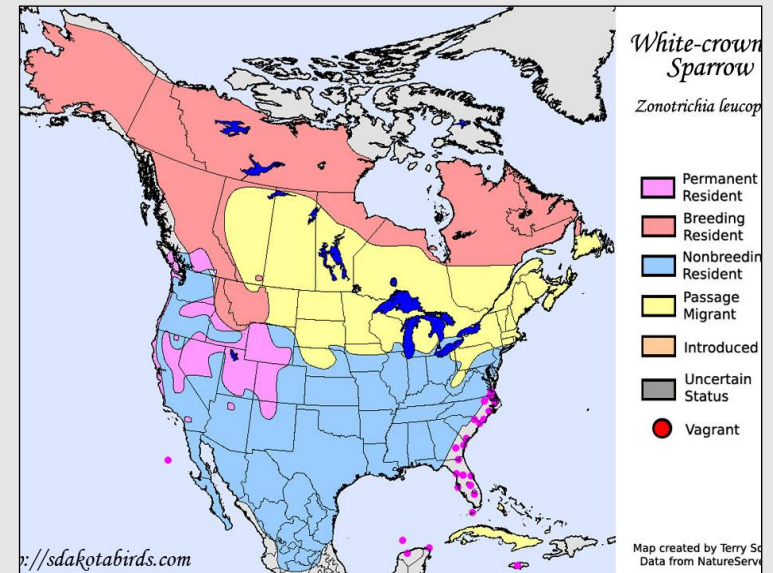 White-crown
Sparrow
Zonotrichia leucop
Permanent
Resident
Breeding
Resident
Nonbreedin
Resident
Passage
Migrant
Introduced
Uncertain
Status
Vagrant
://sdakotabirds.com
Map created by Terry So
Data from NatureServe